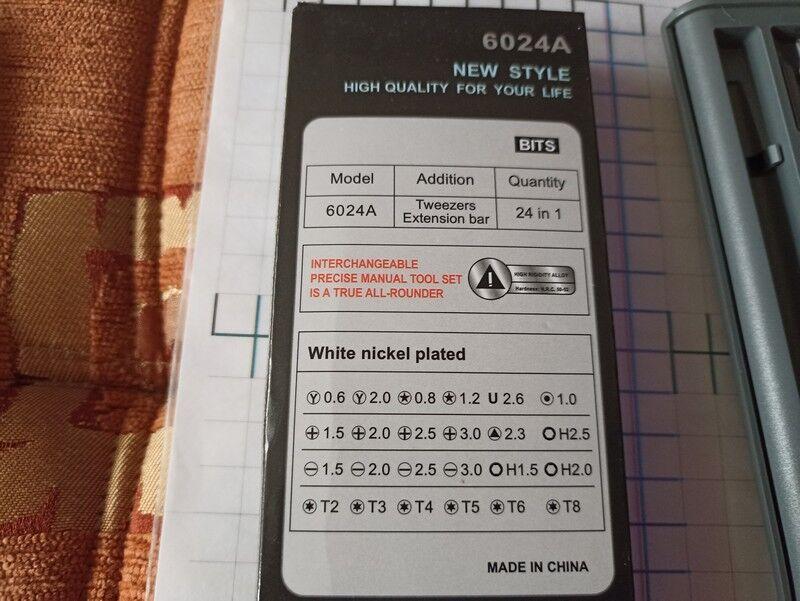 6024A
NEW STYLE
HIGH QUALITY FOR YOUR LIFE
BITS
Model Addition Quantity
6024A Tweezers Extension bar 24 in 1
INTERCHANGEABLE
PRECISE MANUAL TOOL SET
IS A TRUE ALL-ROUNDER
HIGH RIGIDITY ALLOY
White nickel plated
Y 0.6 Y 2.0 ★ 0.8 ★ 1.2 U 2.6 1.0
+ 1.5 + 2.0 + 2.5 + 3.0 ▲ 2.3 H2.5
− 1.5 − 2.0 − 2.5 − 3.0 H1.5 H2.0
T2 T3 T4 T5 T6 T8
MADE IN CHINA